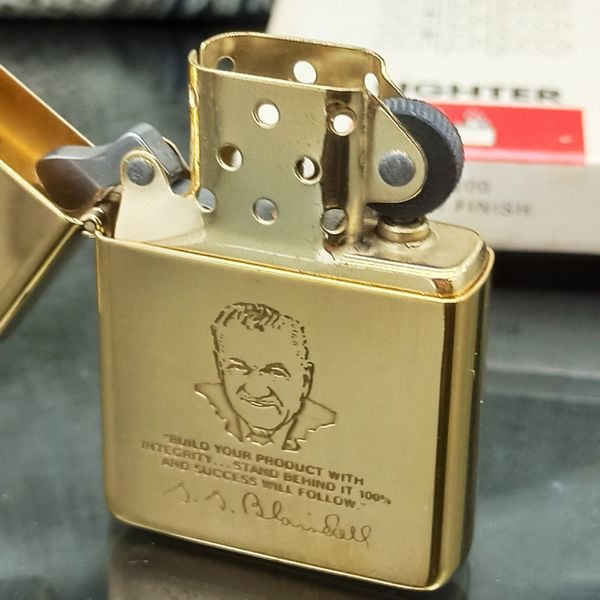 IGHTER
FINISH
"BUILD YOUR PRODUCT WITH
INTEGRITY... STAND BEHIND IT 100%
AND SUCCESS WILL FOLLOW."
G. G. Blaisdell